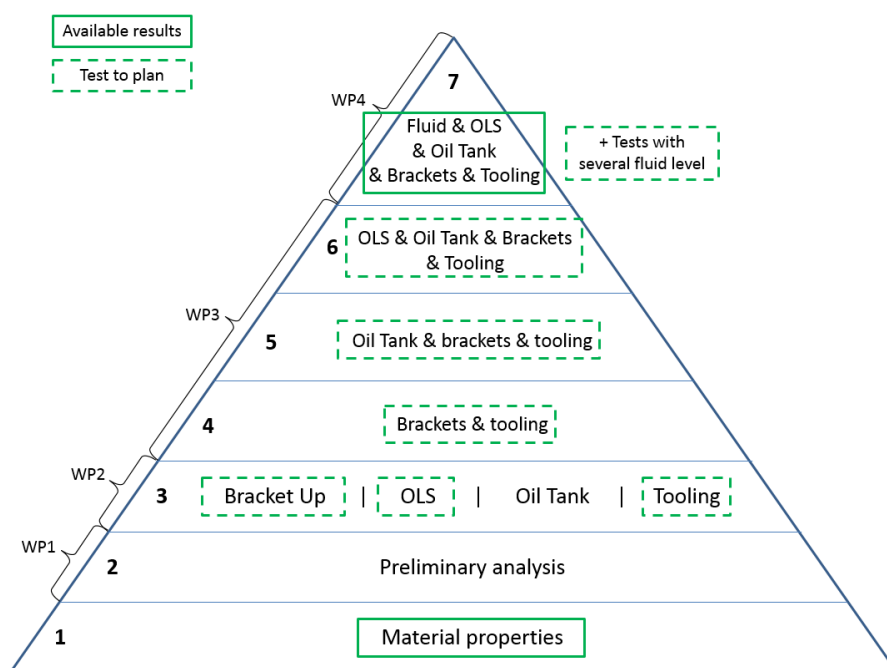 Available results
Test to plan
WP4
7
Fluid & OLS
& Oil Tank
& Brackets & Tooling
+ Tests with
several fluid level
6
OLS & Oil Tank & Brackets
& Tooling
WP3
5
Oil Tank & brackets & tooling
4
Brackets & tooling
WP2
3
Bracket Up | OLS | Oil Tank | Tooling
WP1
2
Preliminary analysis
1
Material properties